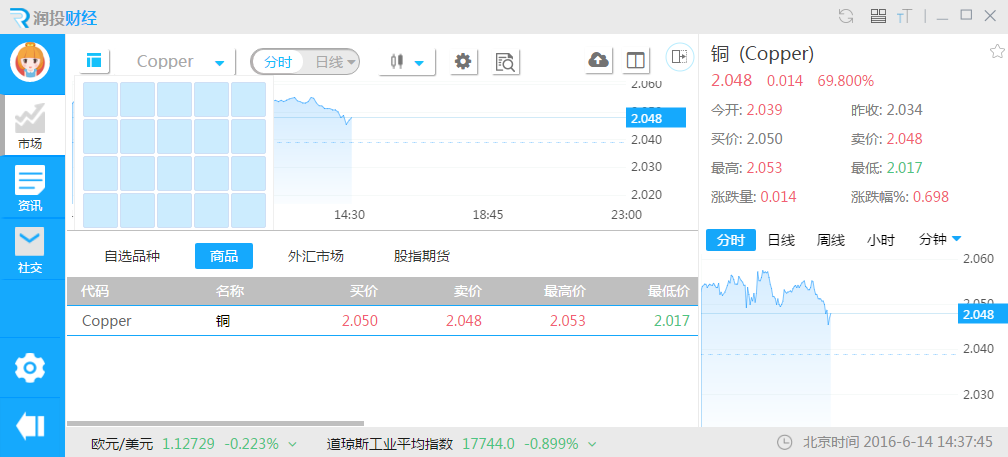 润投财经
市场
资讯
社交
Copper
分时
日线
2.060
2.048
2.040
2.030
2.020
14:30 18:45 23:00
自选品种 商品 外汇市场 股指期货
代码 名称 买价 卖价 最高价 最低价
Copper 铜 2.050 2.048 2.053 2.017
铜 (Copper)
2.048 0.014 69.800%
今开: 2.039 昨收: 2.034
买价: 2.050 卖价: 2.048
最高: 2.053 最低: 2.017
涨跌量: 0.014 涨跌幅%: 0.698
分时 日线 周线 小时 分钟
2.060
2.050
2.048
2.040
2.030
欧元/美元 1.12729 -0.223% 道琼斯工业平均指数 17744.0 -0.899%
北京时间 2016-6-14 14:37:45